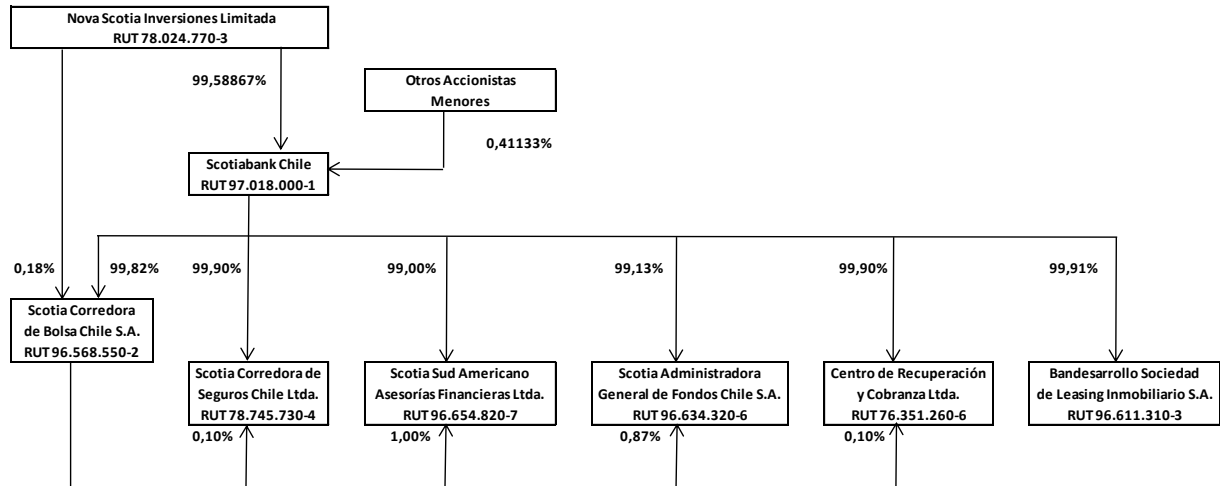 Nova Scotia Inversiones Limitada
RUT 78.024.770-3
99,58867%
Otros Accionistas
Menores
0,41133%
Scotiabank Chile
RUT 97.018.000-1
0,18%
99,82%
99,90%
99,00%
99,13%
99,90%
99,91%
Scotia Corredora
de Bolsa Chile S.A.
RUT 96.568.550-2
Scotia Corredora de
Seguros Chile Ltda.
RUT 78.745.730-4
Scotia Sud Americano
Asesorías Financieras Ltda.
RUT 96.654.820-7
Scotia Administradora
General de Fondos Chile S.A.
RUT 96.634.320-6
Centro de Recuperación
y Cobranza Ltda.
RUT 76.351.260-6
Bandesarrollo Sociedad
de Leasing Inmobiliario S.A.
RUT 96.611.310-3
0,10%
1,00%
0,87%
0,10%